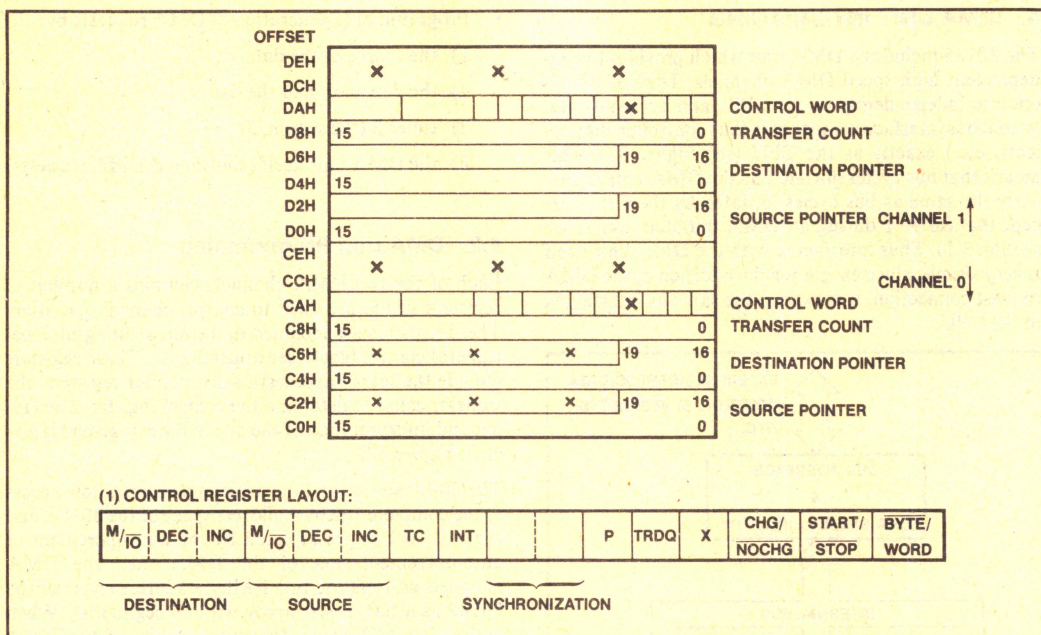 OFFSET
DEH
DCH
× × ×
DAH × CONTROL WORD
D8H 15 0 TRANSFER COUNT
D6H 19 16
DESTINATION POINTER
D4H 15 0
D2H 19 16
SOURCE POINTER CHANNEL 1
D0H 15 0
CEH
CCH
× × ×
CHANNEL 0
CAH × CONTROL WORD
C8H 15 0 TRANSFER COUNT
C6H × × × 19 16
DESTINATION POINTER
C4H 15 0
C2H × × × 19 16
SOURCE POINTER
C0H 15 0
(1) CONTROL REGISTER LAYOUT:
M/IO DEC INC M/IO DEC INC TC INT P TRDQ X CHG/NOCHG START/STOP BYTE/WORD
DESTINATION SOURCE SYNCHRONIZATION